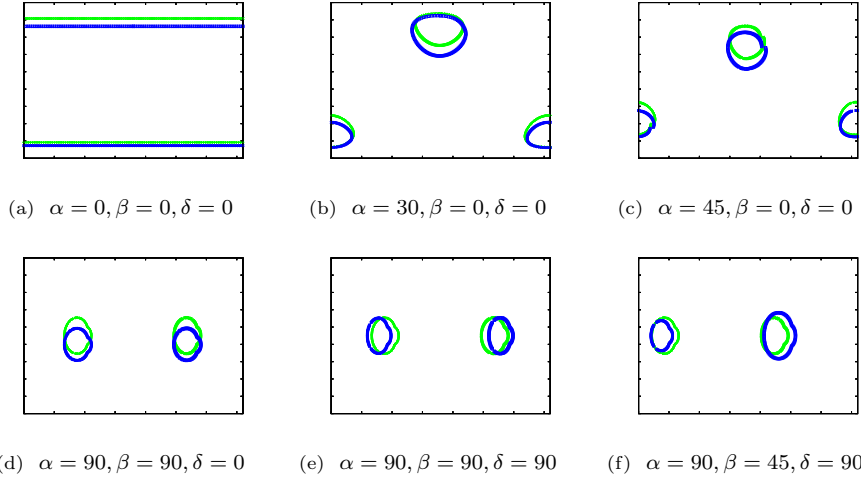 (a) α = 0, β = 0, δ = 0
(b) α = 30, β = 0, δ = 0
(c) α = 45, β = 0, δ = 0
(d) α = 90, β = 90, δ = 0
(e) α = 90, β = 90, δ = 90
(f) α = 90, β = 45, δ = 90